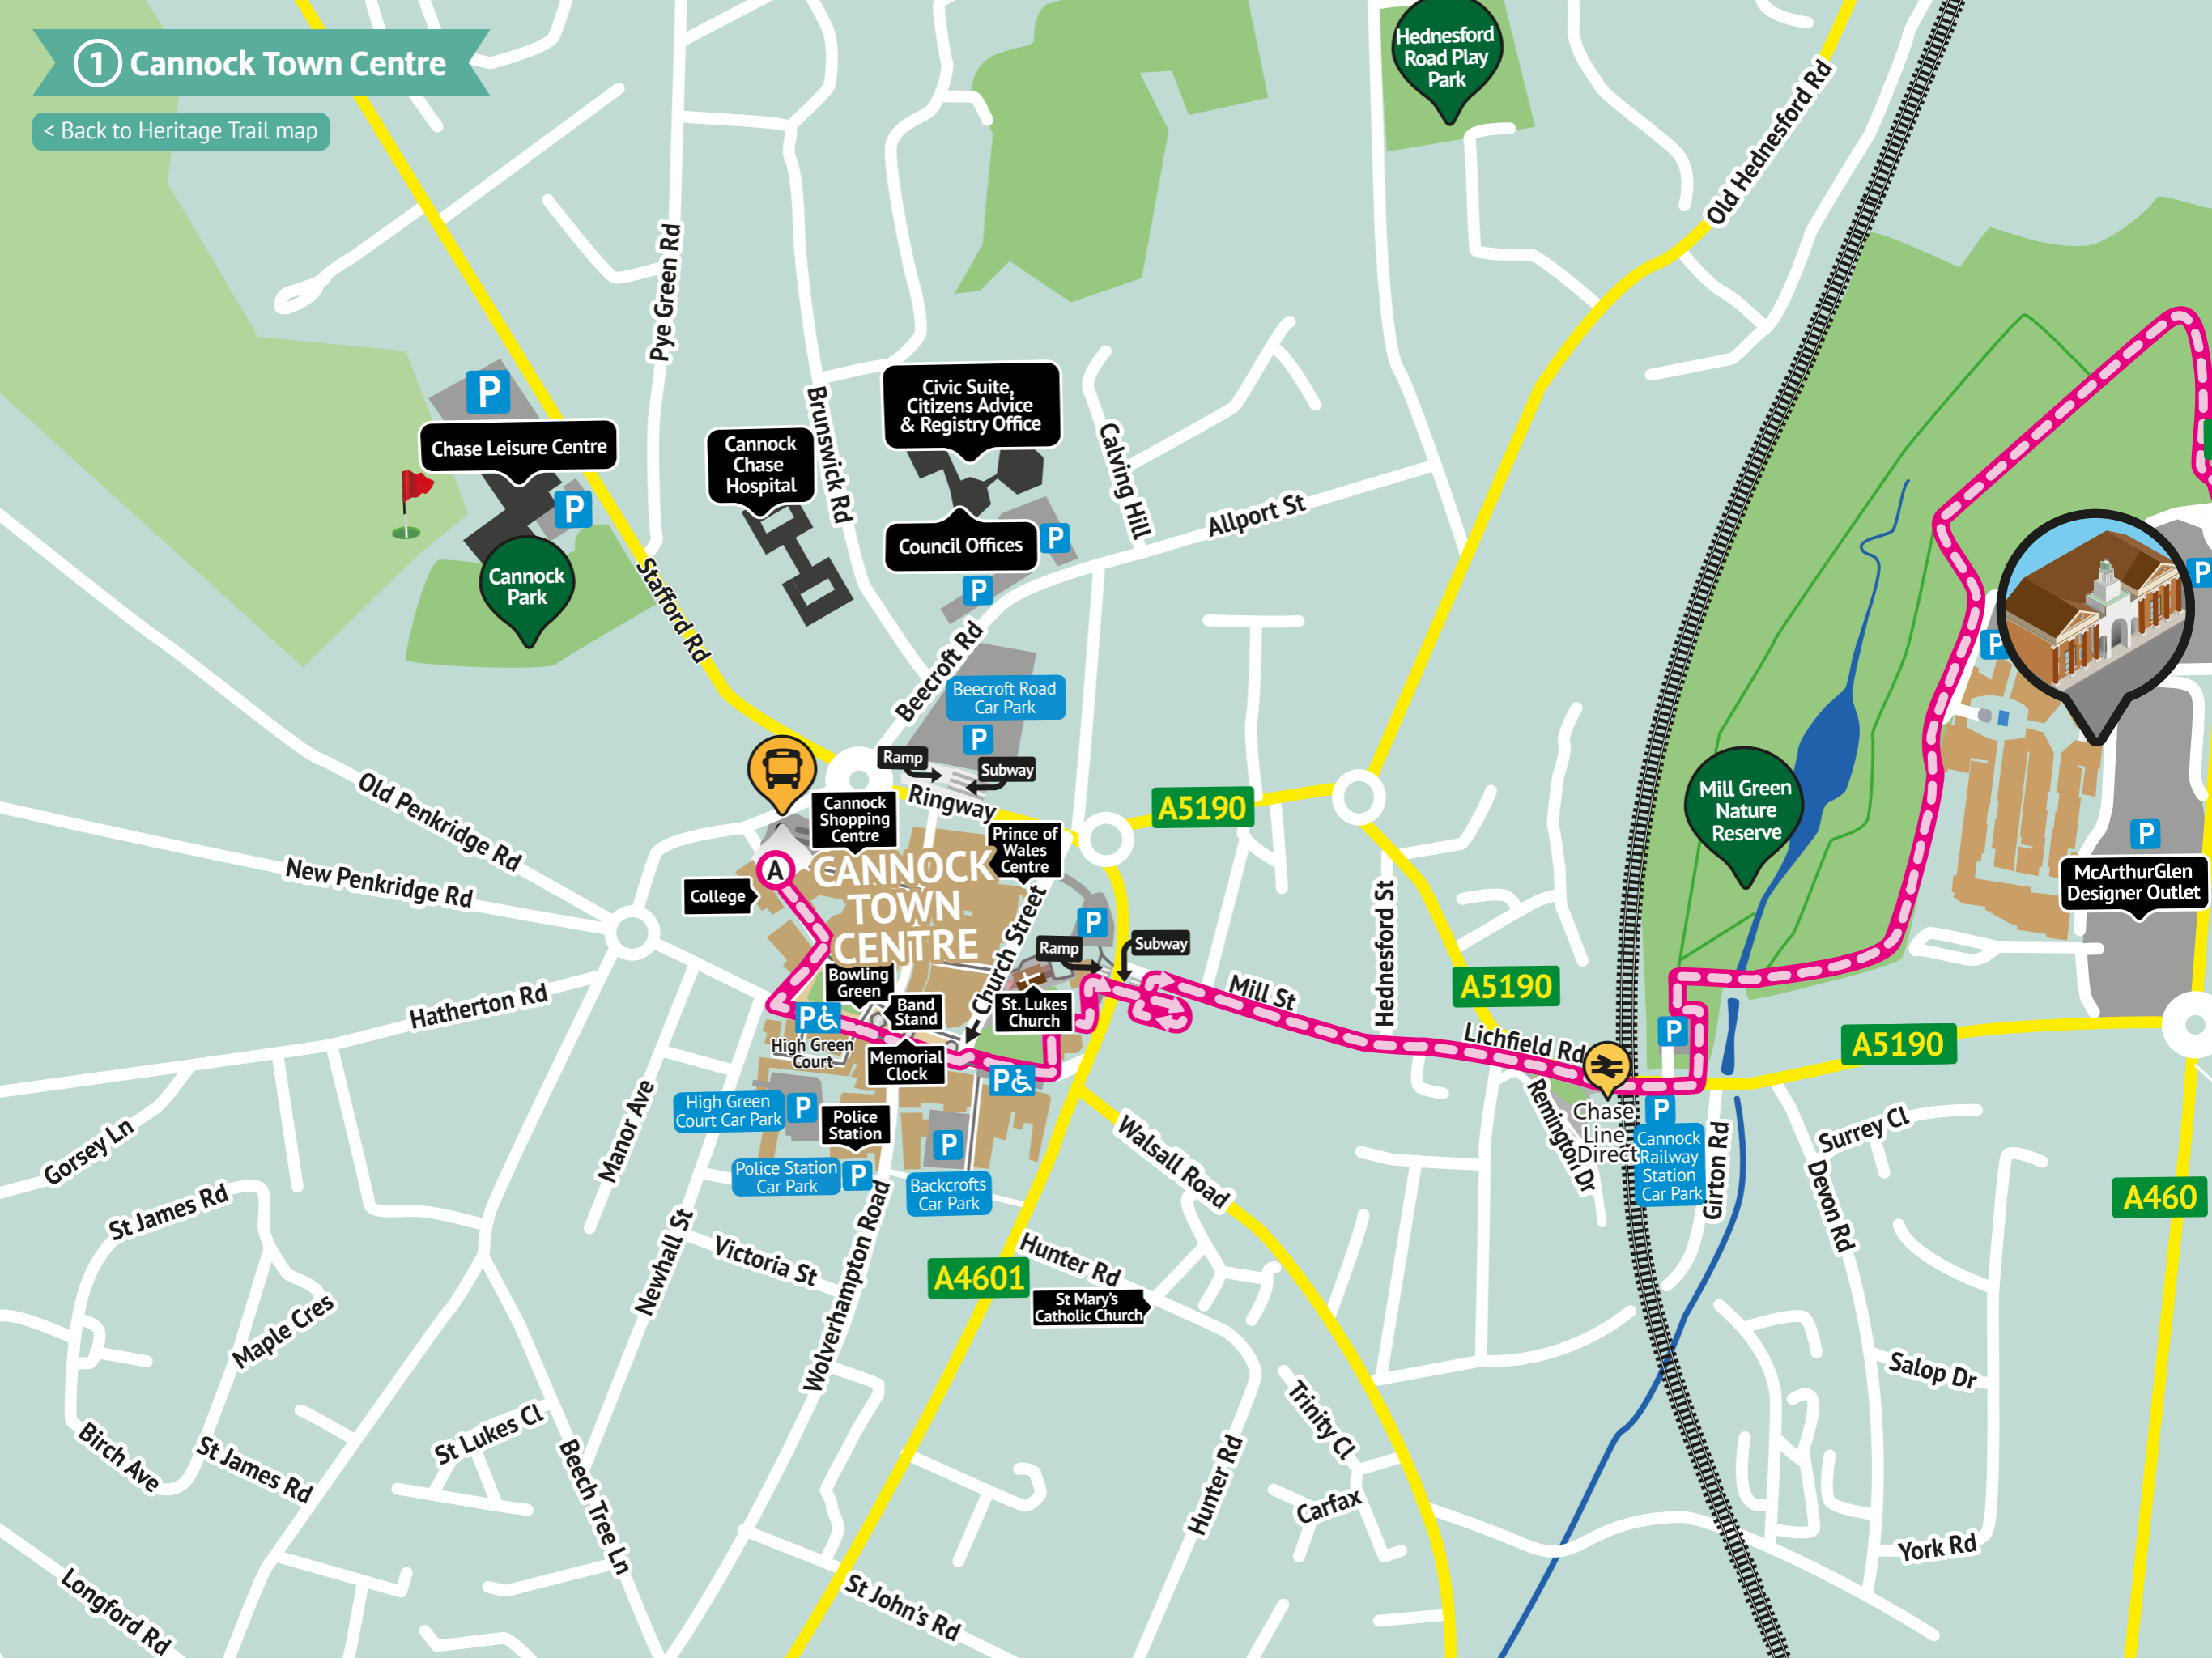 1 Cannock Town Centre
< Back to Heritage Trail map
Hednesford
Road Play
Park
Old Hednesford Rd
Pye Green Rd
Chase Leisure Centre
P
P
Cannock
Park
Stafford Rd
Cannock
Chase
Hospital
Brunswick Rd
Civic Suite,
Citizens Advice
& Registry Office
Council Offices
P
P
Calving Hill
Allport St
Beecroft Rd
Beecroft Road
Car Park
P
Ramp
Subway
Ringway
Cannock
Shopping
Centre
Prince of
Wales
Centre
A5190
Old Penkridge Rd
New Penkridge Rd
Hatherton Rd
College
A
CANNOCK
TOWN
CENTRE
Church Street
P
Ramp
Subway
Bowling
Green
Band
Stand
St. Lukes
Church
P
High Green
Court
Memorial
Clock
P
Mill St
Hednesford St
A5190
Lichfield Rd
Mill Green
Nature
Reserve
P
P
P
McArthurGlen
Designer Outlet
P
A5190
Chase
Line
Direct
P
Cannock
Railway
Station
Car Park
Remington Dr
Girton Rd
Surrey Cl
Devon Rd
A460
Salop Dr
York Rd
High Green
Court Car Park
P
Police
Station
Police Station
Car Park
P
P
Backcrofts
Car Park
Walsall Road
Manor Ave
Newhall St
Victoria St
Wolverhampton Road
A4601
Hunter Rd
St Mary's
Catholic Church
Gorsey Ln
St James Rd
Maple Cres
Birch Ave
St James Rd
St Lukes Cl
Beech Tree Ln
Longford Rd
St John's Rd
Hunter Rd
Trinity Cl
Carfax